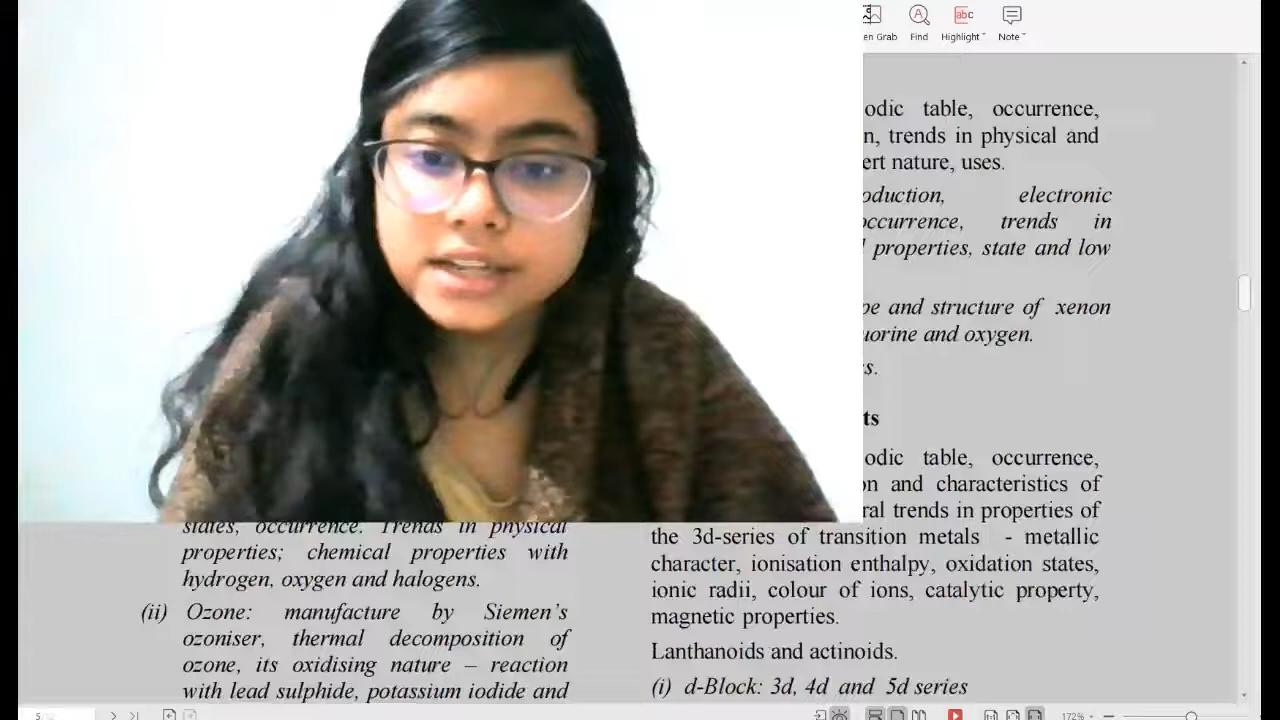 en Grab Find Highlight Note
states, occurrence. Trends in physical
properties; chemical properties with
hydrogen, oxygen and halogens.
(ii) Ozone: manufacture by Siemen's
ozoniser, thermal decomposition of
ozone, its oxidising nature – reaction
with lead sulphide, potassium iodide and
odic table, occurrence,
n, trends in physical and
ert nature, uses.
oduction, electronic
occurrence, trends in
l properties, state and low
pe and structure of xenon
uorine and oxygen.
s.
ts
odic table, occurrence,
on and characteristics of
ral trends in properties of
the 3d-series of transition metals - metallic
character, ionisation enthalpy, oxidation states,
ionic radii, colour of ions, catalytic property,
magnetic properties.
Lanthanoids and actinoids.
(i) d-Block: 3d, 4d and 5d series
172%